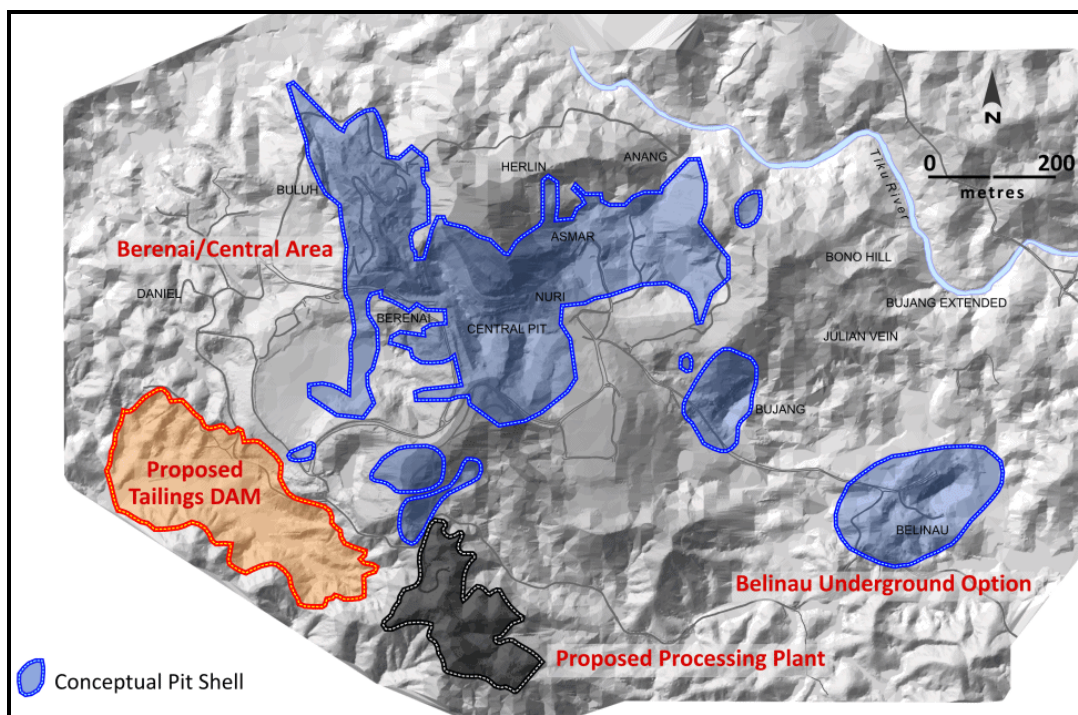 N
0 200
metres
Tiku River
HERLIN
ANANG
BULUH
Berenai/Central Area
ASMAR
BONO HILL
DANIEL
NURI
BUJANG EXTENDED
BERENAI
CENTRAL PIT
JULIAN VEIN
BUJANG
Proposed
Tailings DAM
BELINAU
Belinau Underground Option
Proposed Processing Plant
Conceptual Pit Shell